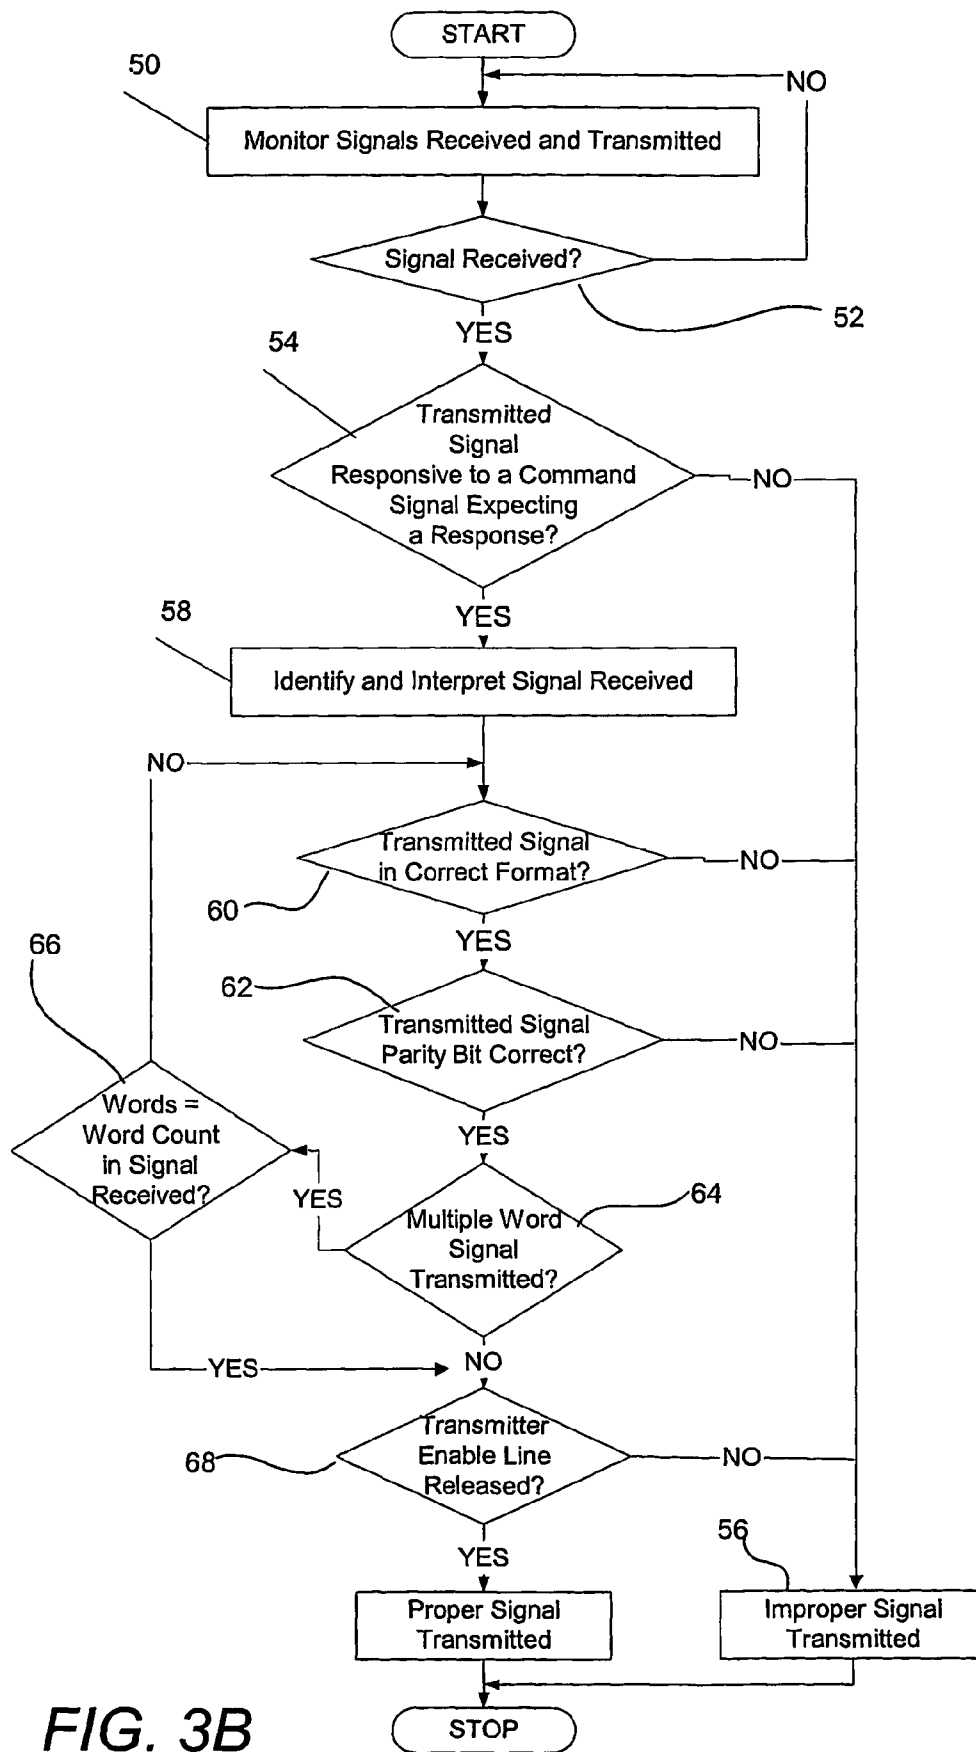 START
50
NO
Monitor Signals Received and Transmitted
Signal Received?
52
YES
54
Transmitted
Signal
Responsive to a Command
Signal Expecting
a Response?
NO
YES
58
Identify and Interpret Signal Received
NO
Transmitted Signal
in Correct Format?
NO
60
YES
66
62
Transmitted Signal
Parity Bit Correct?
NO
Words =
Word Count
in Signal
Received?
YES
YES
64
Multiple Word
Signal
Transmitted?
YES
NO
Transmitter
Enable Line
Released?
NO
68
YES
56
Proper Signal
Transmitted
Improper Signal
Transmitted
STOP
FIG. 3B